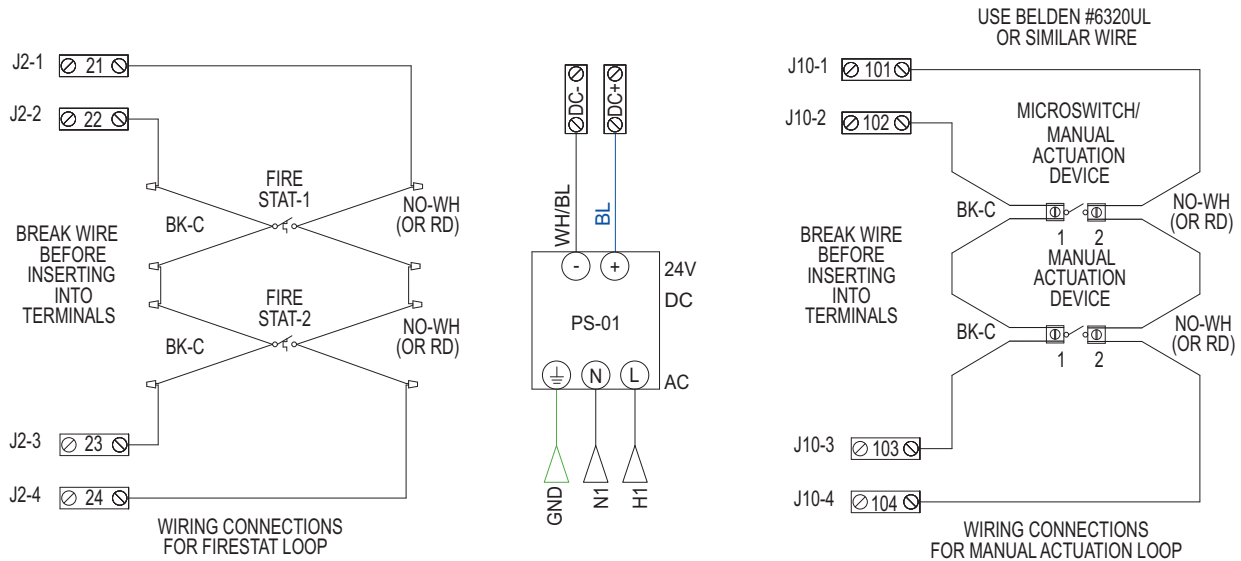 J2-1
21
J2-2
22
FIRE
STAT-1
BK-C
NO-WH
(OR RD)
BREAK WIRE
BEFORE
INSERTING
INTO
TERMINALS
FIRE
STAT-2
BK-C
NO-WH
(OR RD)
J2-3
23
J2-4
24
WIRING CONNECTIONS
FOR FIRESTAT LOOP
DC-
DC+
WH/BL
BL
-
+
24V
DC
PS-01
N
L
AC
GND
N1
H1
USE BELDEN #6320UL
OR SIMILAR WIRE
J10-1
101
J10-2
102
MICROSWITCH/
MANUAL
ACTUATION
DEVICE
BK-C
1
2
NO-WH
(OR RD)
BREAK WIRE
BEFORE
INSERTING
INTO
TERMINALS
MANUAL
ACTUATION
DEVICE
BK-C
1
2
NO-WH
(OR RD)
J10-3
103
J10-4
104
WIRING CONNECTIONS
FOR MANUAL ACTUATION LOOP